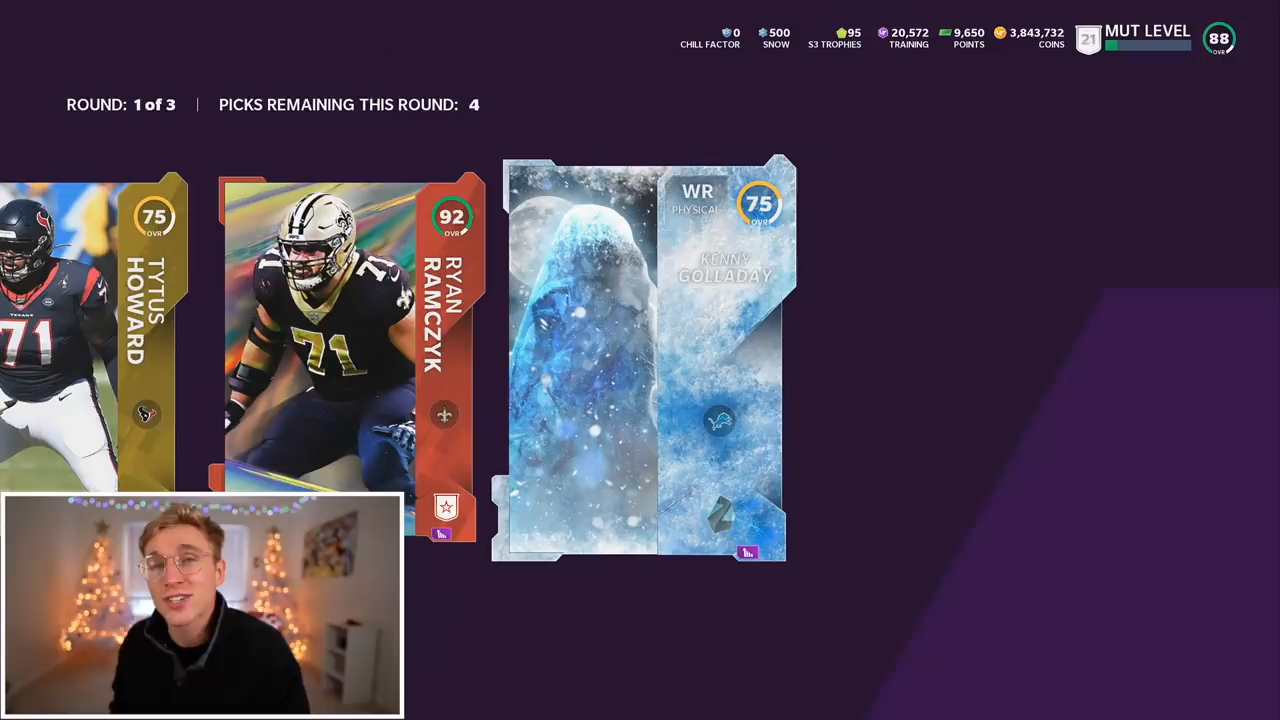 0
CHILL FACTOR
500
SNOW
95
S3 TROPHIES
20,572
TRAINING
9,650
POINTS
3,843,732
COINS
21
MUT LEVEL
88
OVR
ROUND: 1 of 3
PICKS REMAINING THIS ROUND: 4
75
OVR
TYTUS
HOWARD
71
92
OVR
RYAN
RAMCZYK
71
71
WR
PHYSICAL
75
OVR
KENNY
GOLLADAY